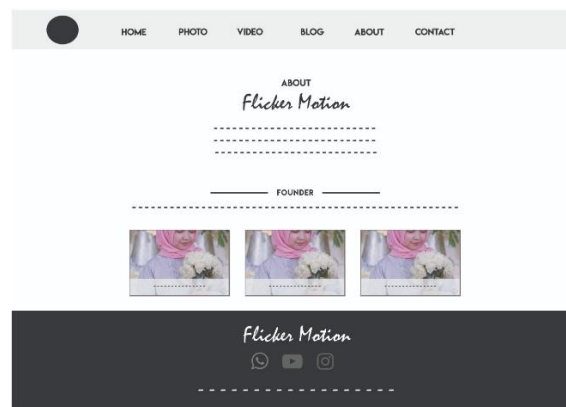 HOME PHOTO VIDEO BLOG ABOUT CONTACT
ABOUT
Flicker Motion
FOUNDER
Flicker Motion